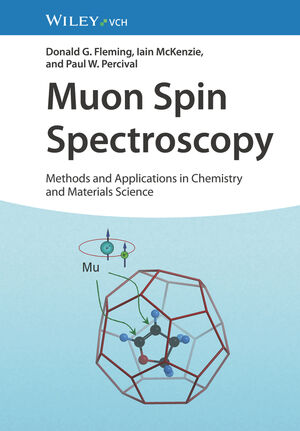 WILEY-VCH
Donald G. Fleming, Iain McKenzie,
and Paul W. Percival
Muon Spin
Spectroscopy
Methods and Applications in Chemistry
and Materials Science
Mu